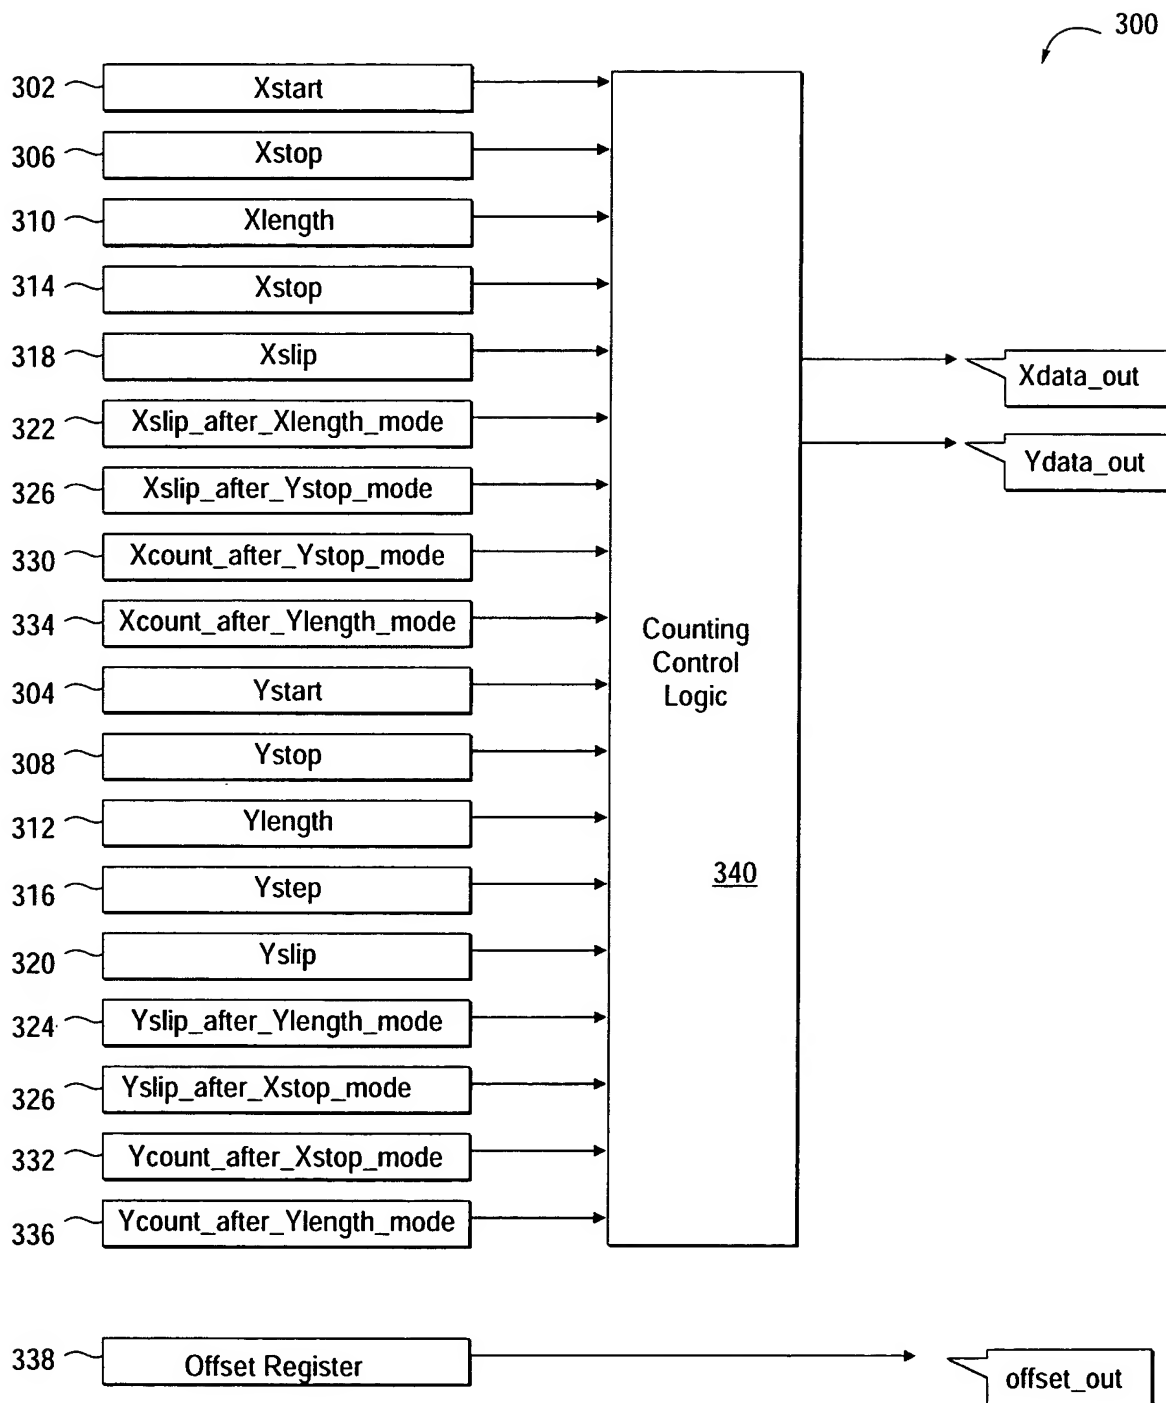 300
302 Xstart
306 Xstop
310 Xlength
314 Xstop
318 Xslip
322 Xslip_after_Xlength_mode
326 Xslip_after_Ystop_mode
330 Xcount_after_Ystop_mode
334 Xcount_after_Ylength_mode
304 Ystart
308 Ystop
312 Ylength
316 Ystep
320 Yslip
324 Yslip_after_Ylength_mode
326 Yslip_after_Xstop_mode
332 Ycount_after_Xstop_mode
336 Ycount_after_Ylength_mode
Counting
Control
Logic
340
Xdata_out
Ydata_out
338 Offset Register
offset_out